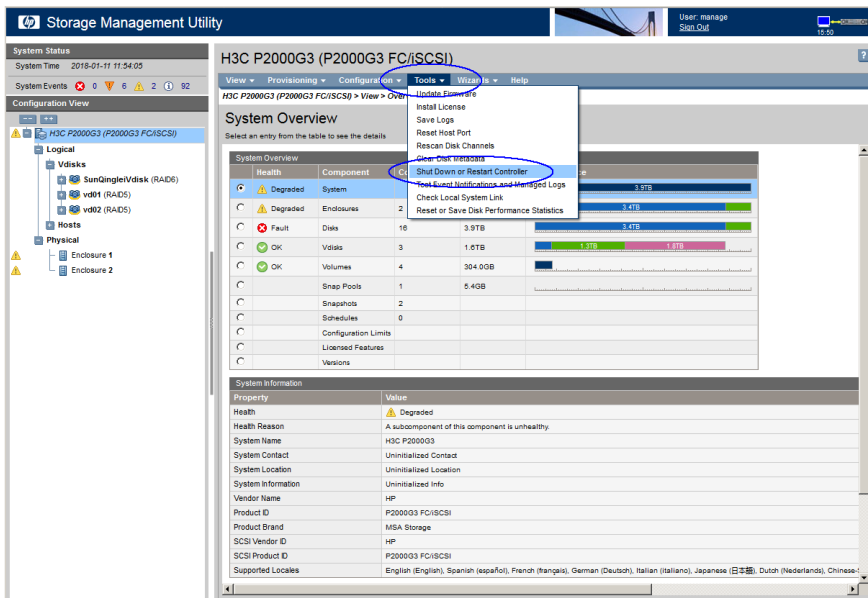 hp Storage Management Utility
User: manage
Sign Out
15:50
System Status
System Time 2018-01-11 11:54:05
System Events 0 6 2 92
Configuration View
H3C P2000G3 (P2000G3 FC/iSCSI)
Logical
Vdisks
SunQingleiVdisk (RAID6)
vd01 (RAID5)
vd02 (RAID5)
Hosts
Physical
Enclosure 1
Enclosure 2
H3C P2000G3 (P2000G3 FC/iSCSI)
View Provisioning Configuration Tools Wizards Help
H3C P2000G3 (P2000G3 FC/iSCSI) > View >
Update Firmware
Install License
Save Logs
Reset Host Port
Rescan Disk Channels
Clear Disk Metadata
Shut Down or Restart Controller
Test Event Notifications and Managed Logs
Check Local System Link
Reset or Save Disk Performance Statistics
System Overview
Select an entry from the table to see the details
System Overview
Health Component
Degraded System 3.9TB
Degraded Enclosures 2 3.4TB
Fault Disks 16 3.9TB 3.4TB
OK Vdisks 3 1.6TB 1.3TB 1.6TB
OK Volumes 4 304.0GB
Snap Pools 1 5.4GB
Snapshots 2
Schedules 0
Configuration Limits
Licensed Features
Versions
System Information
Property Value
Health Degraded
Health Reason A subcomponent of this component is unhealthy.
System Name H3C P2000G3
System Contact Uninitialized Contact
System Location Uninitialized Location
System Information Uninitialized Info
Vendor Name HP
Product ID P2000G3 FC/iSCSI
Product Brand MSA Storage
SCSI Vendor ID HP
SCSI Product ID P2000G3 FC/iSCSI
Supported Locales English (English), Spanish (español), French (français), German (Deutsch), Italian (italiano), Japanese (日本語), Dutch (Nederlands), Chinese-